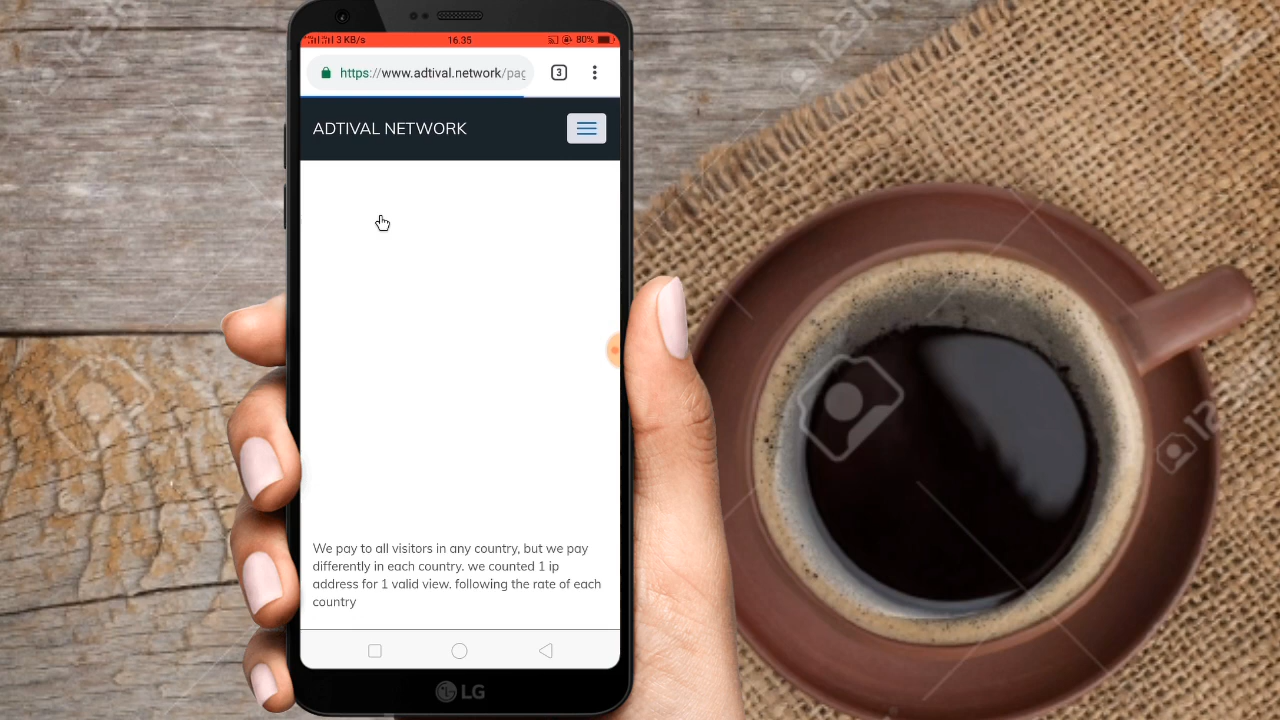 3 KB/s
16.35
80%
https://www.adtival.network/pag
3
ADTIVAL NETWORK
We pay to all visitors in any country, but we pay
differently in each country. we counted 1 ip
address for 1 valid view. following the rate of each
country
LG